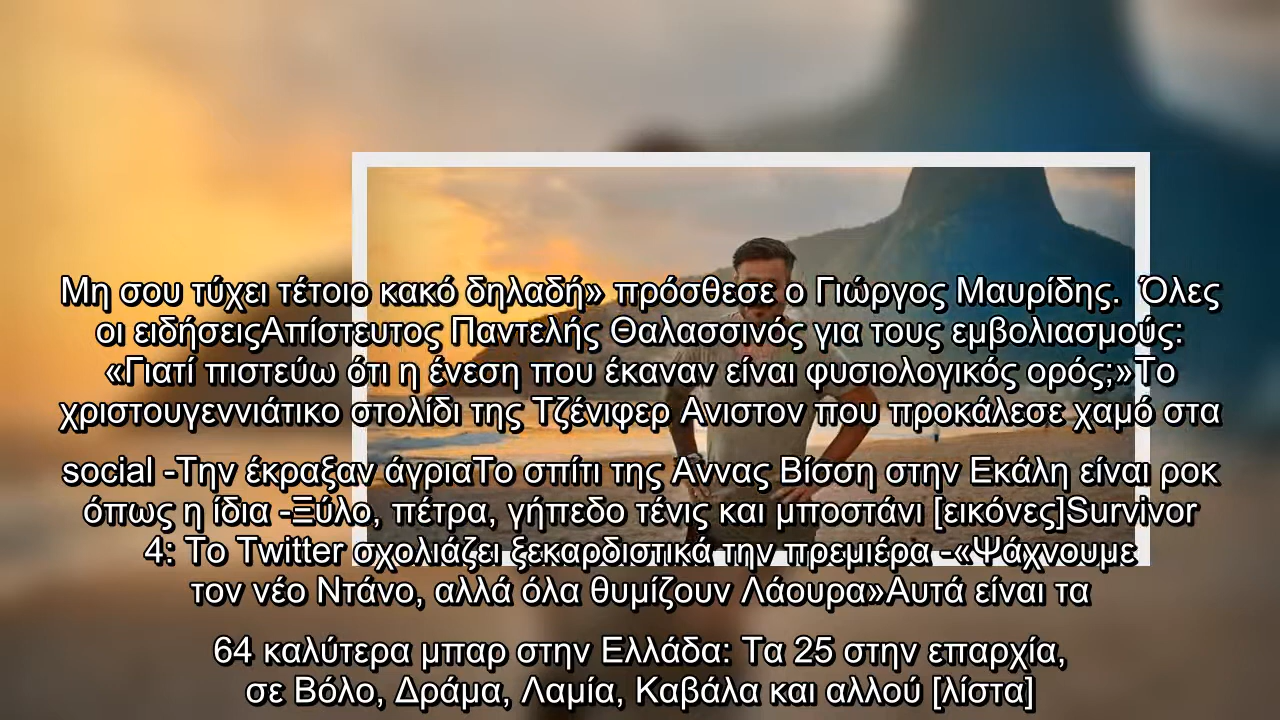 Μη σου τύχει τέτοιο κακό δηλαδή» πρόσθεσε ο Γιώργος Μαυρίδης.  Όλες
οι ειδήσειςΑπίστευτος Παντελής Θαλασσινός για τους εμβολιασμούς:
«Γιατί πιστεύω ότι η ένεση που έκαναν είναι φυσιολογικός ορός;»Το
χριστουγεννιάτικο στολίδι της Τζένιφερ Ανιστον που προκάλεσε χαμό στα
social -Την έκραξαν άγριαΤο σπίτι της Αννας Βίσση στην Εκάλη είναι ροκ
όπως η ίδια -Ξύλο, πέτρα, γήπεδο τένις και μποστάνι [εικόνες]Survivor
4: Το Twitter σχολιάζει ξεκαρδιστικά την πρεμιέρα -«Ψάχνουμε
τον νέο Ντάνο, αλλά όλα θυμίζουν Λάουρα»Αυτά είναι τα
64 καλύτερα μπαρ στην Ελλάδα: Τα 25 στην επαρχία,
σε Βόλο, Δράμα, Λαμία, Καβάλα και αλλού [λίστα]